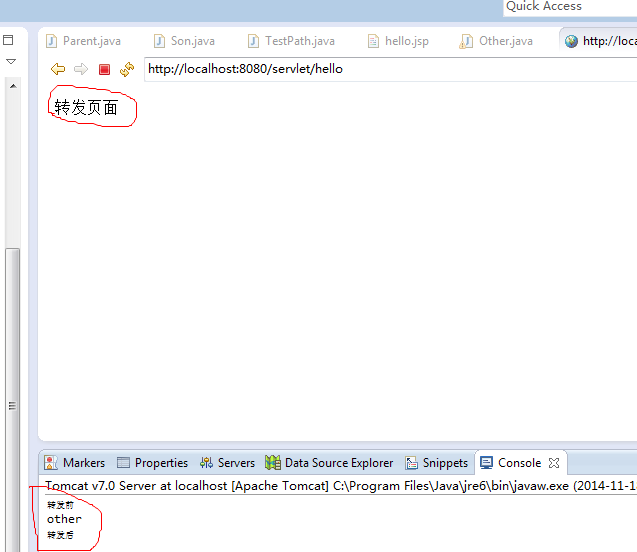 Quick Access
Parent.java Son.java TestPath.java hello.jsp Other.java http://loca
http://localhost:8080/servlet/hello
转发页面
Markers Properties Servers Data Source Explorer Snippets Console
Tomcat v7.0 Server at localhost [Apache Tomcat] C:\Program Files\Java\jre6\bin\javaw.exe (2014-11-1
转发前
other
转发后